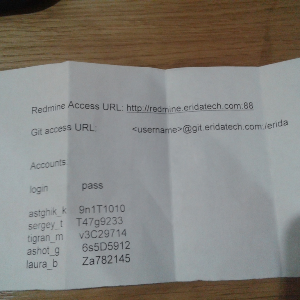 Redmine Access URL: http://redmine.eridatech.com:88
Git access URL: <username>@git.eridatech.com:/erida
Accounts
login pass
astghik_k 9n1T1010
sergey_t T47g9233
tigran_m v3C29714
ashot_g 6s5D5912
laura_b Za782145